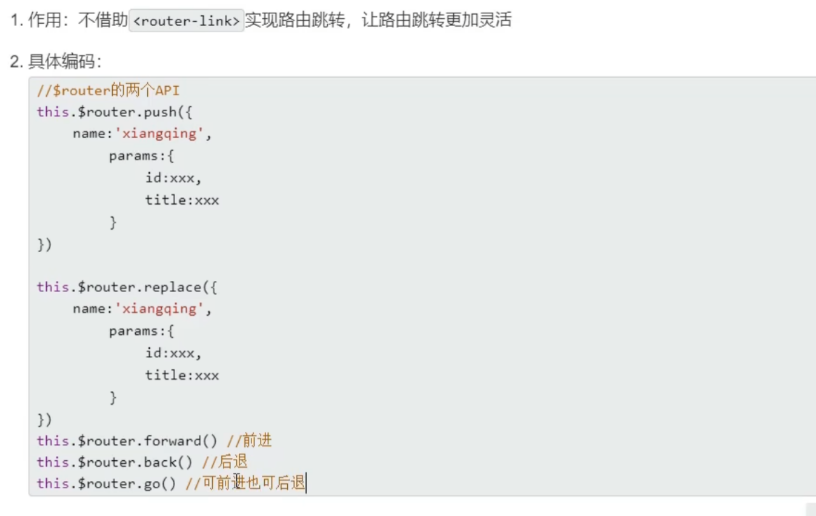 1. 作用：不借助<router-link>实现路由跳转，让路由跳转更加灵活
2. 具体编码：
//$router的两个API
this.$router.push({
    name:'xiangqing',
        params:{
            id:xxx,
            title:xxx
        }
})

this.$router.replace({
    name:'xiangqing',
        params:{
            id:xxx,
            title:xxx
        }
})
this.$router.forward() //前进
this.$router.back() //后退
this.$router.go() //可前进也可后退